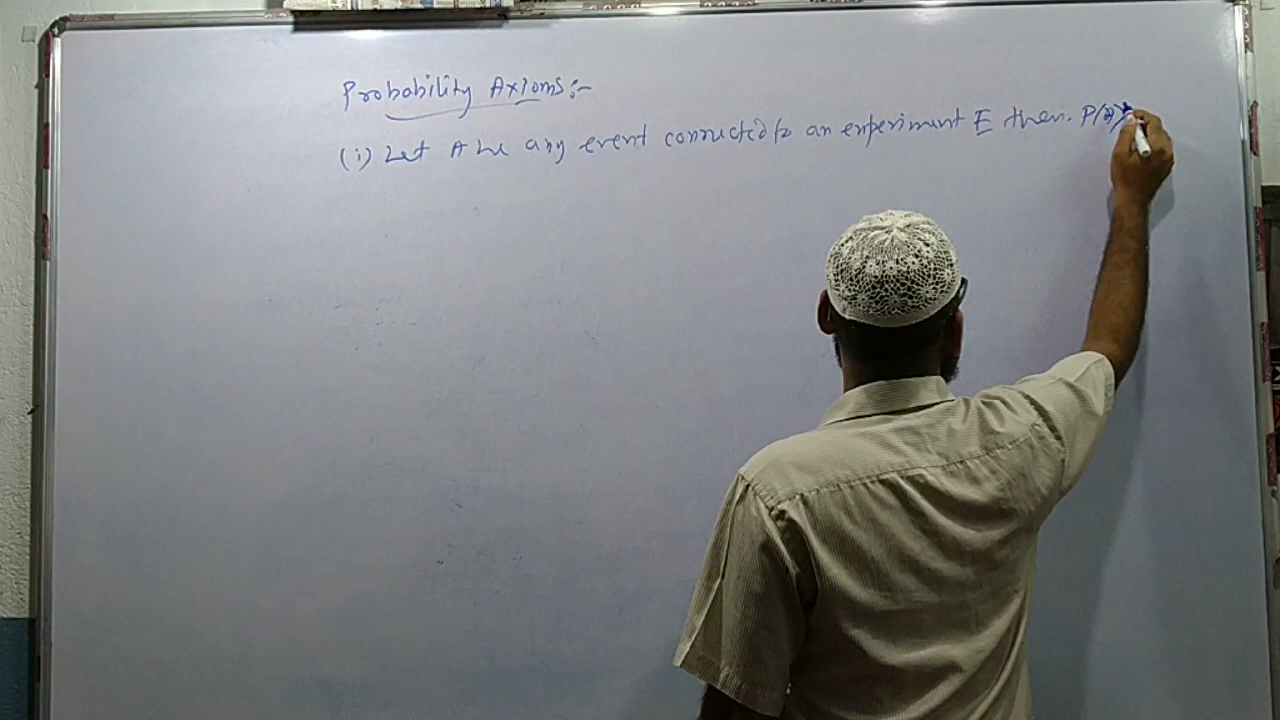 Probability Axioms:-
(i) Let A be any event connected to an experiment E then. P(A)